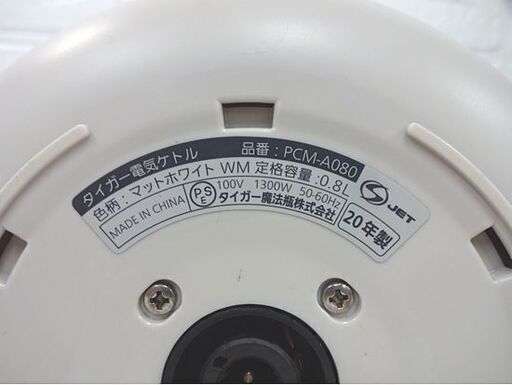 タイガー電気ケトル 品番：PCM-A080
色柄：マットホワイト WM 定格容量：0.8L
MADE IN CHINA PSE 100V 1300W 50-60Hz
タイガー魔法瓶株式会社
S JET
20年製